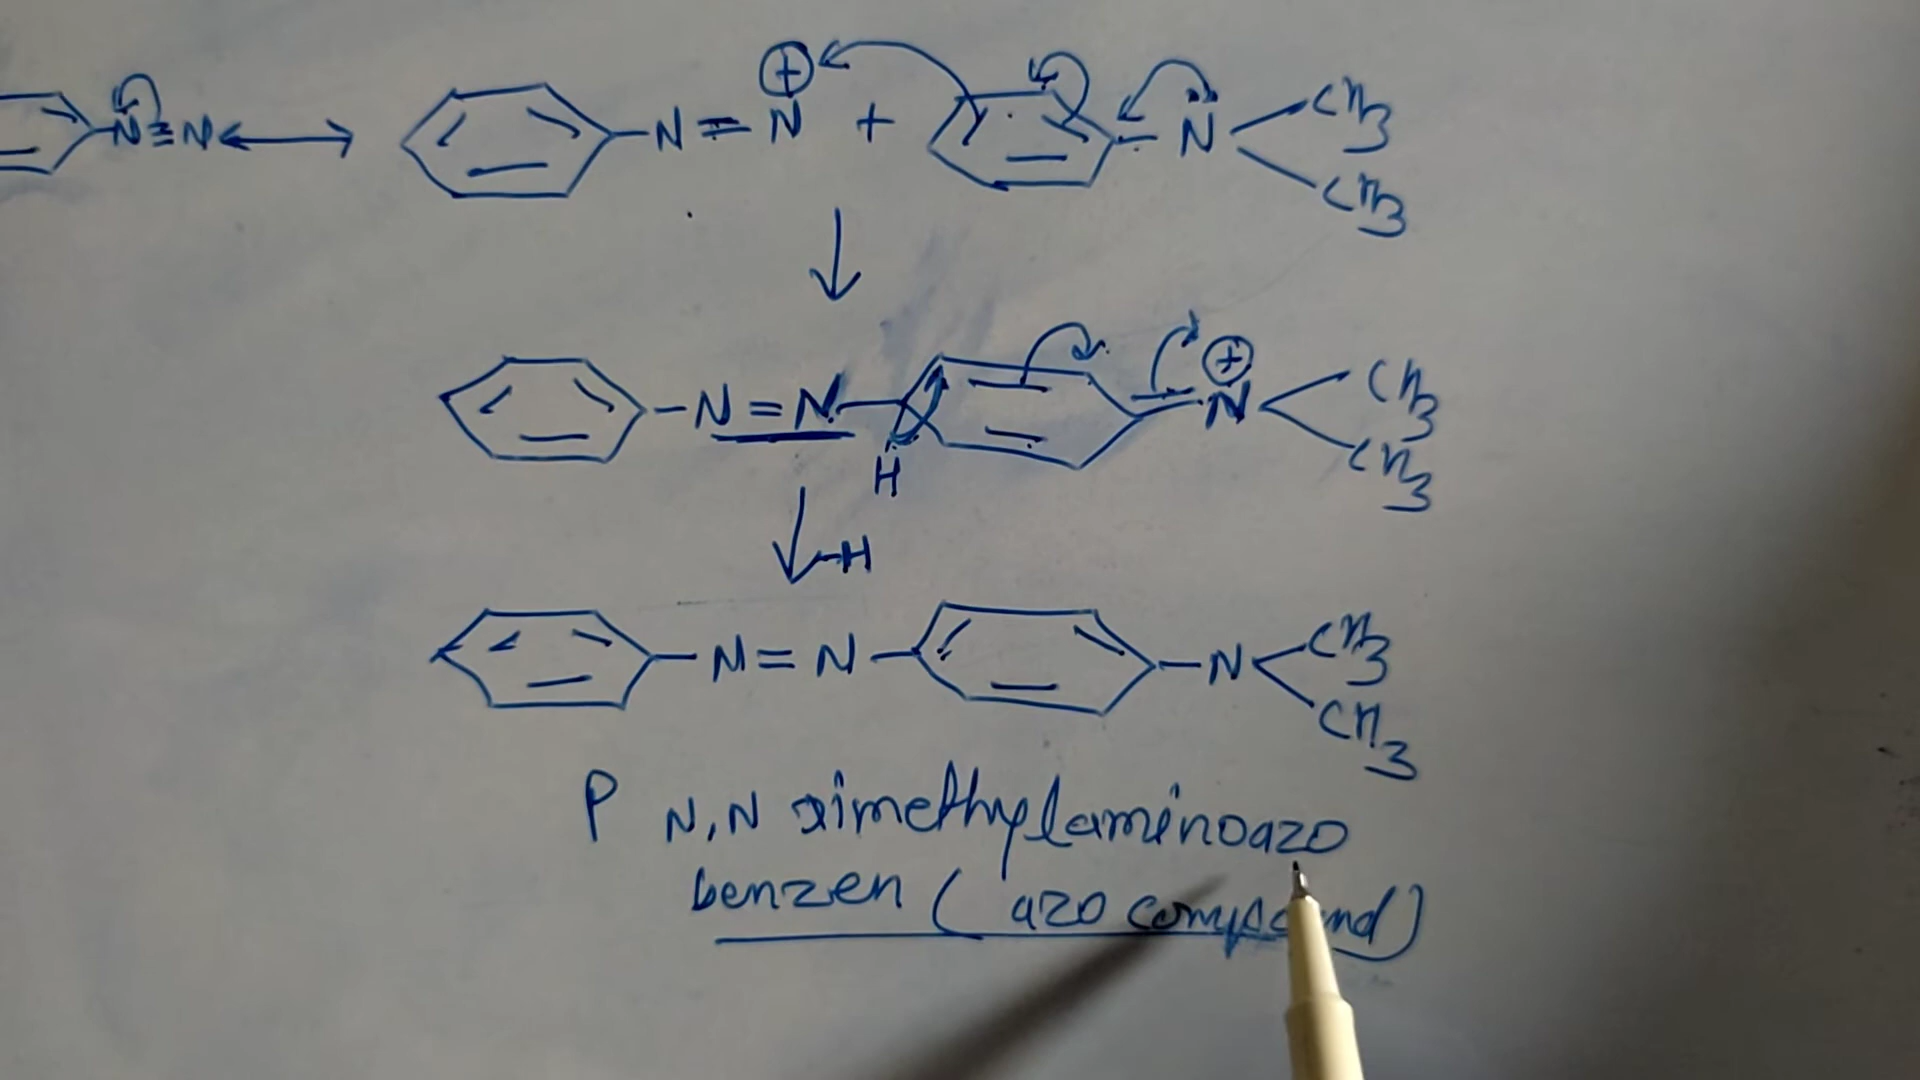 N≡N N=N ⊕ + N CH3 CH3
N=N H N ⊕ CH3 CH3
-H
N=N N CH3 CH3
P N,N dimethylaminoazo
benzen (azo compound)